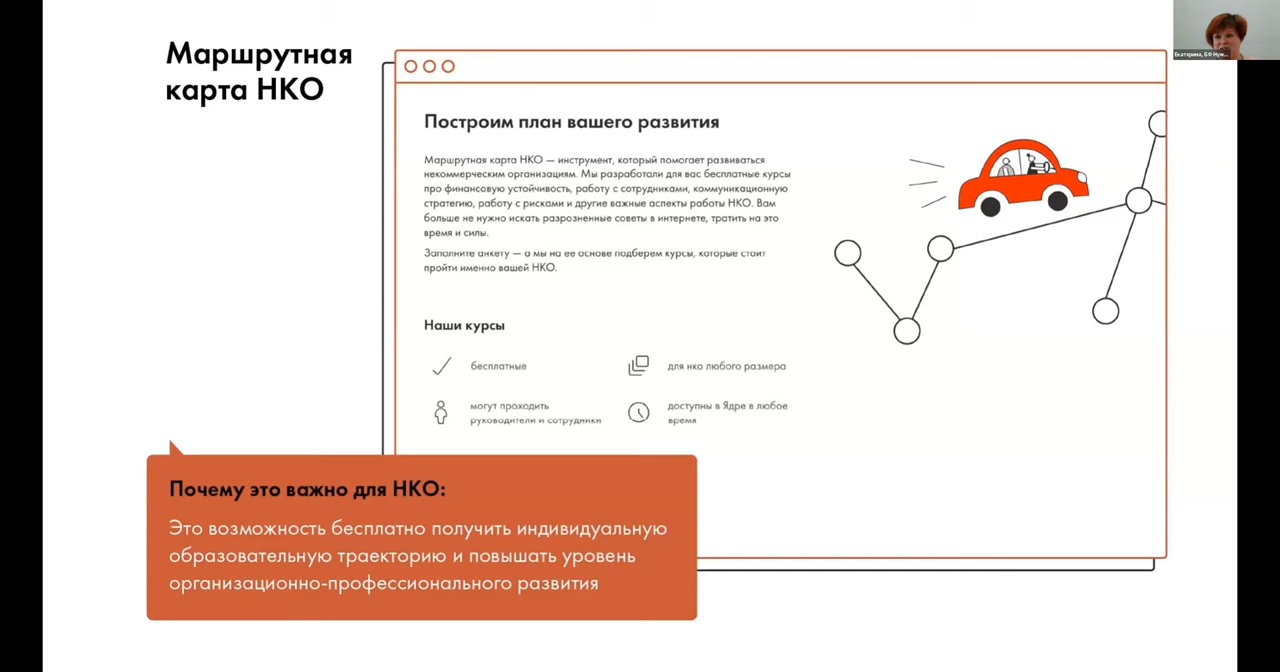 Маршрутная
карта НКО
Построим план вашего развития
Маршрутная карта НКО — инструмент, который помогает развиваться
некоммерческим организациям. Мы разработали для вас бесплатные курсы
про финансовую устойчивость, работу с сотрудниками, коммуникационную
стратегию, работу с рисками и другие важные аспекты работы НКО. Вам
больше не нужно искать разрозненные советы в интернете, тратить на это
время и силы.
Заполните анкету — а мы на ее основе подберем курсы, которые стоит
пройти именно вашей НКО.
Наши курсы
бесплатные
для нко любого размера
могут проходить
руководители и сотрудники
доступны в Ядре в любое
время
Почему это важно для НКО:
Это возможность бесплатно получить индивидуальную
образовательную траекторию и повышать уровень
организационно-профессионального развития
Екатерина, БФ Нуж...